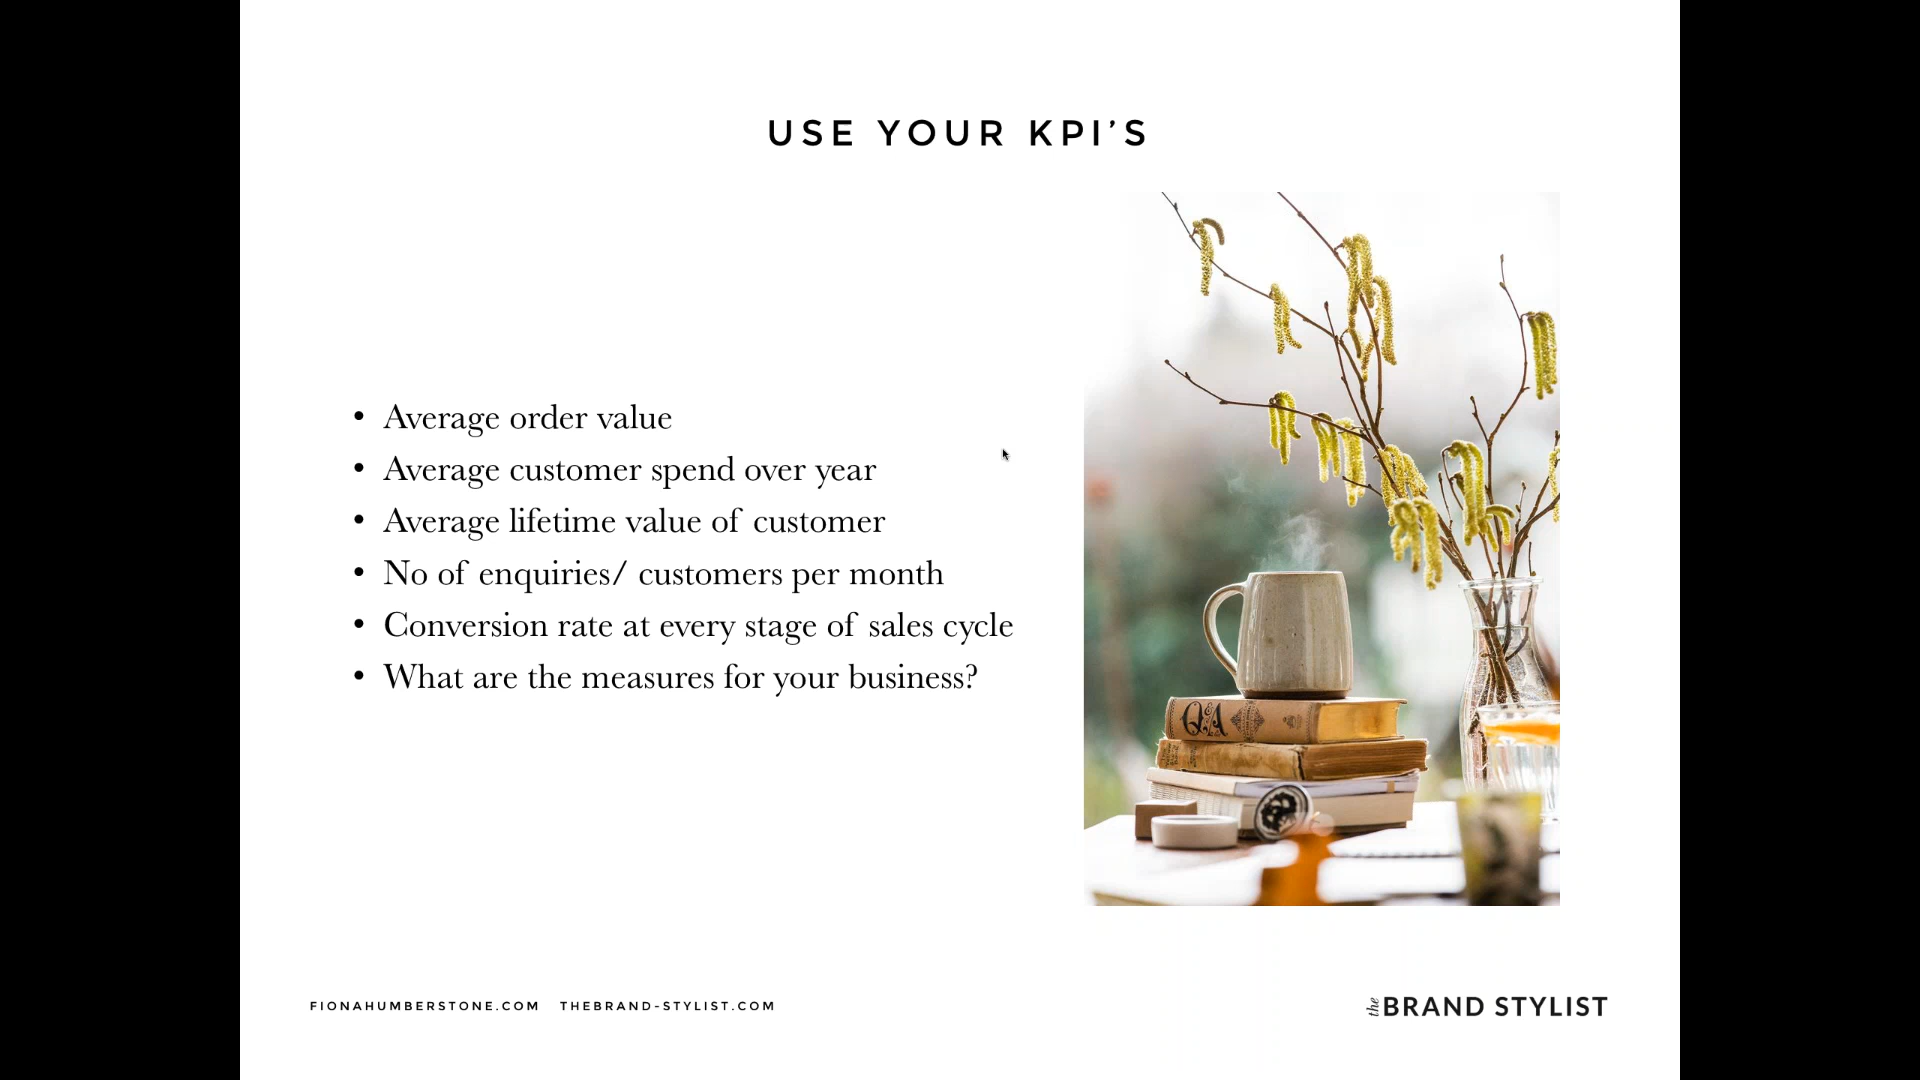 USE YOUR KPI’S
• Average order value
• Average customer spend over year
• Average lifetime value of customer
• No of enquiries/ customers per month
• Conversion rate at every stage of sales cycle
• What are the measures for your business?
Q&A
FIONAHUMBERSTONE.COM THEBRAND-STYLIST.COM
the BRAND STYLIST